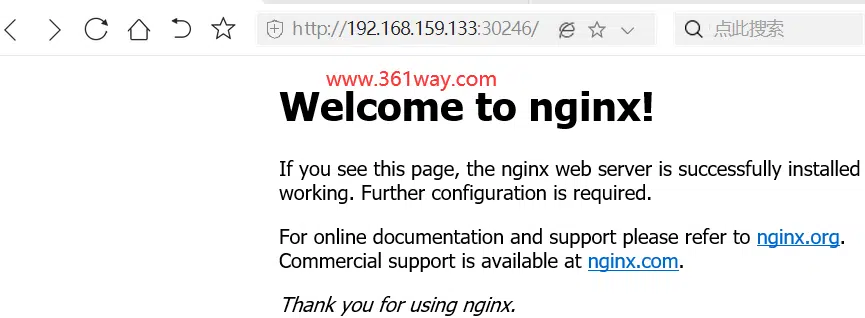 http://192.168.159.133:30246/ 点此搜索
www.361way.com
Welcome to nginx!
If you see this page, the nginx web server is successfully installed
working. Further configuration is required.
For online documentation and support please refer to nginx.org.
Commercial support is available at nginx.com.
Thank you for using nginx.